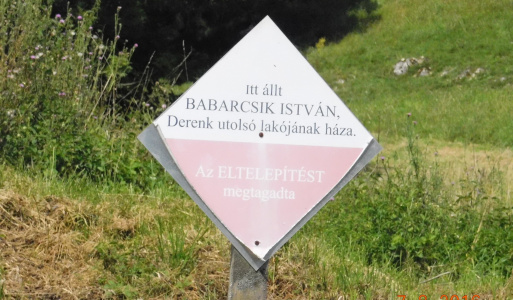 Itt állt
BABARCSIK ISTVÁN,
Derenk utolsó lakójának háza.
Az ELTELEPÍTÉST
megtagadta